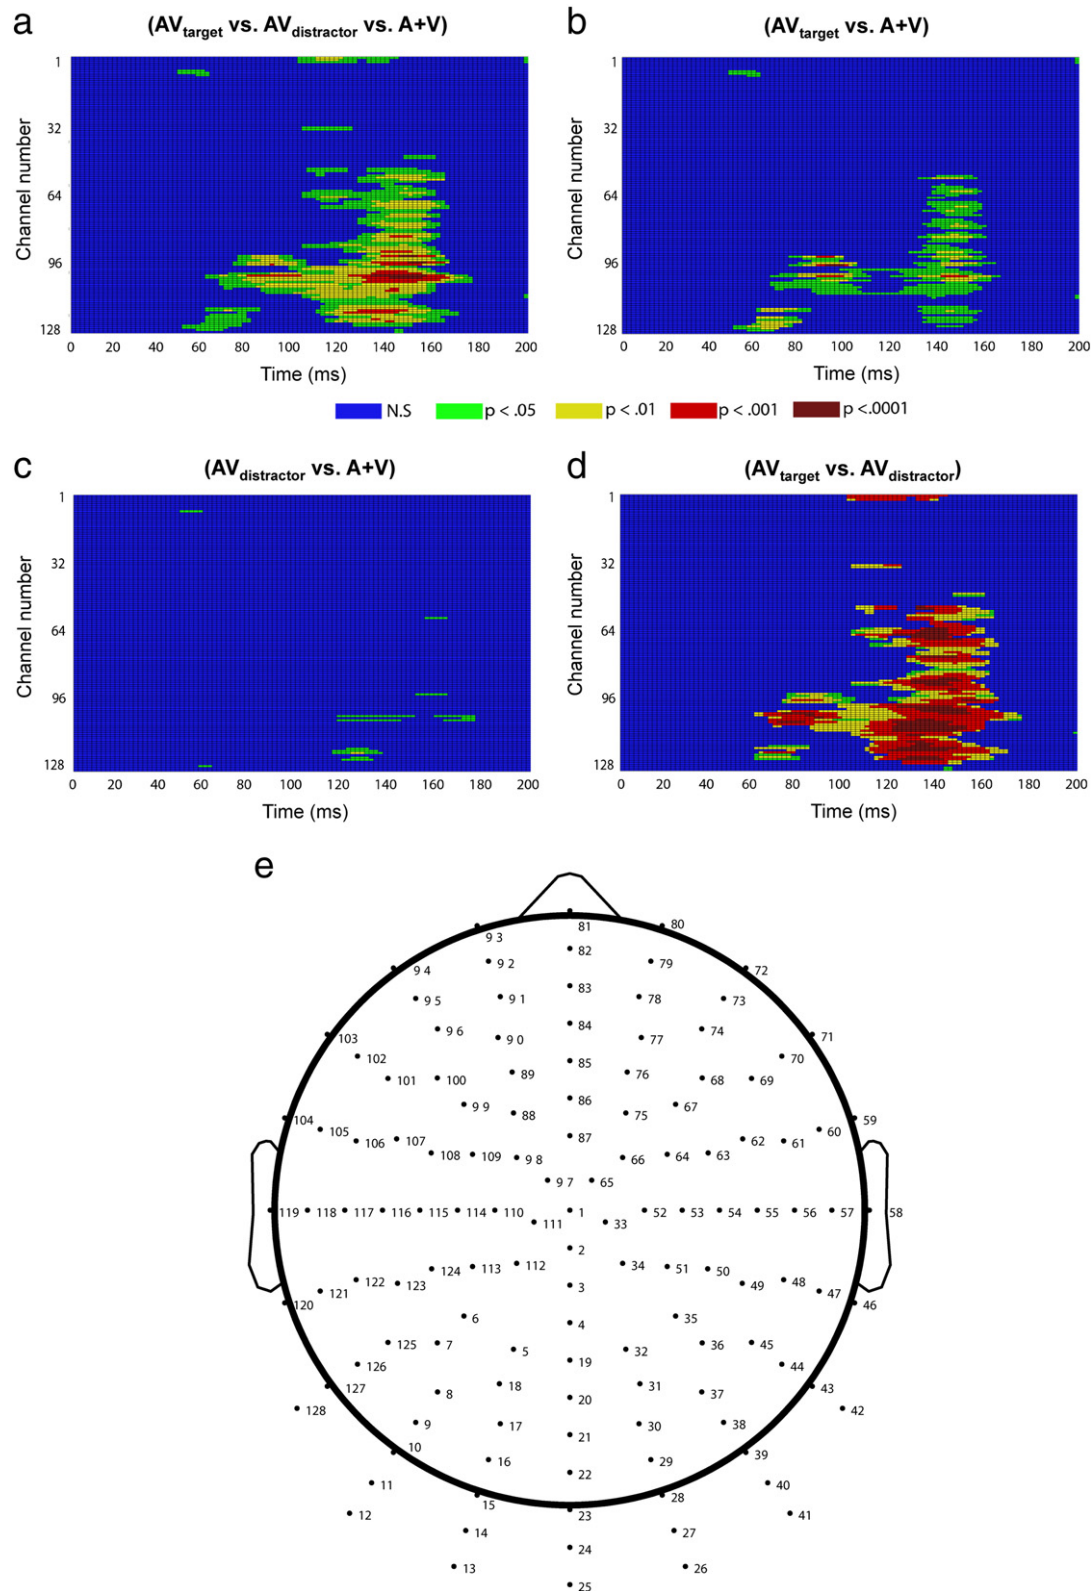 a
(AVtarget vs. AVdistractor vs. A+V)
b
(AVtarget vs. A+V)
Channel number
1
32
64
96
128
0 20 40 60 80 100 120 140 160 200
Time (ms)
Channel number
1
32
64
96
128
0 20 40 60 80 100 120 140 160 200
Time (ms)
N.S p < .05 p < .01 p < .001 p <.0001
c
(AVdistractor vs. A+V)
d
(AVtarget vs. AVdistractor)
Channel number
1
32
64
96
128
0 20 40 60 80 100 120 140 160 200
Time (ms)
Channel number
1
32
64
96
128
0 20 40 60 80 100 120 140 160 200
Time (ms)
e
81
93 80
82
94 92 79 72
83
95 91 78 73
84
96 90 77 74
103 71
102 85 70
101 100 89 76 68 69
86
99 88 75 67
104 59
105 87 60
106 107 62 61
108 109 98 66 64 63
97 65
119 118 117 116 115 114 110 1 52 53 54 55 56 57 58
111 33
2
124 113 112 34 51 50
122 123 49 48
121 3 47
120 46
6 4 35
125 7 5 32 36 45
126 19 44
127 18 31 43
8 20 37
128 42
9 17 30 38
21
10 16 29 39
11 22 40
15 28
12 23 41
14 27
24
13 26
25